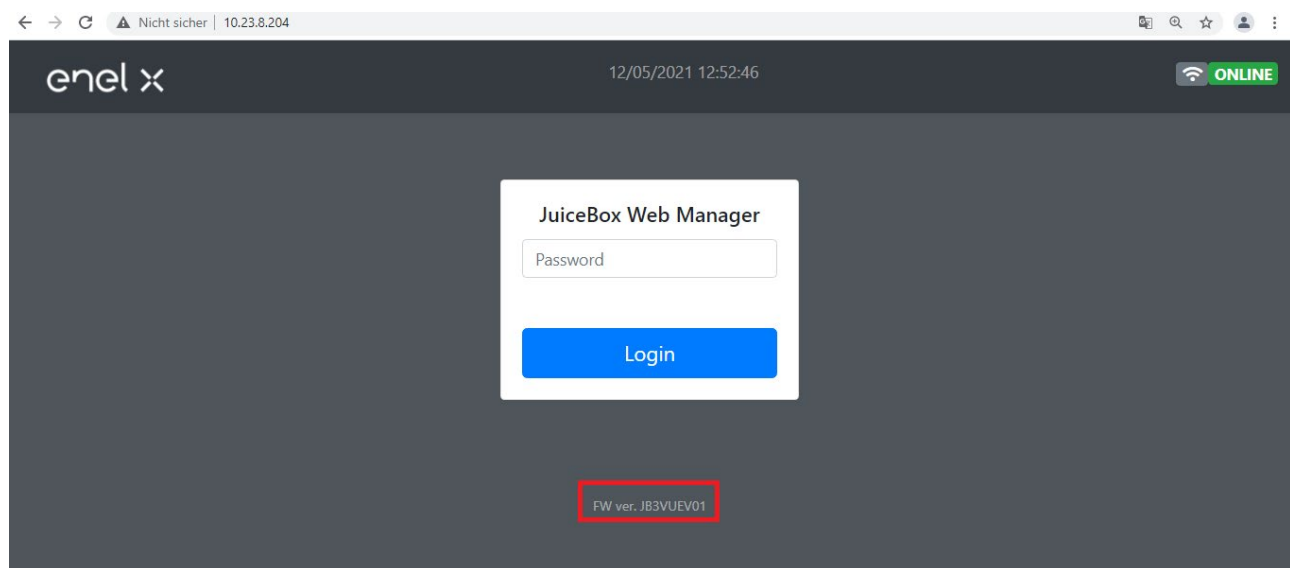 Nicht sicher | 10.23.8.204
enel x
12/05/2021 12:52:46
ONLINE
JuiceBox Web Manager
Password
Login
FW ver. JB3VUEV01